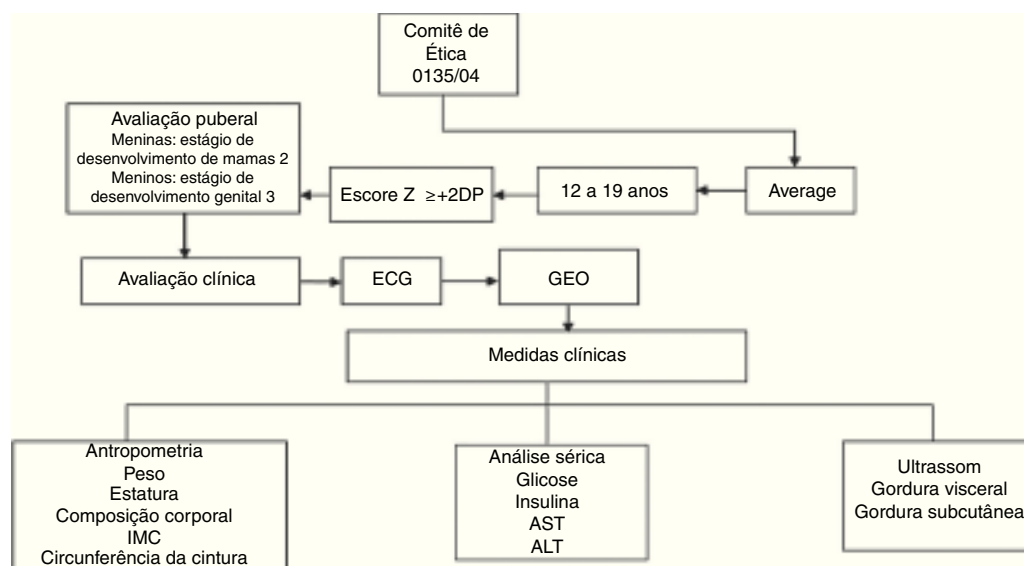 Comitê de
Ética
0135/04
Average
12 a 19 anos
Escore Z ≥+2DP
Avaliação puberal
Meninas: estágio de
desenvolvimento de mamas 2
Meninos: estágio de
desenvolvimento genital 3
Avaliação clínica
ECG
GEO
Medidas clínicas
Antropometria
Peso
Estatura
Composição corporal
IMC
Circunferência da cintura
Análise sérica
Glicose
Insulina
AST
ALT
Ultrassom
Gordura visceral
Gordura subcutânea